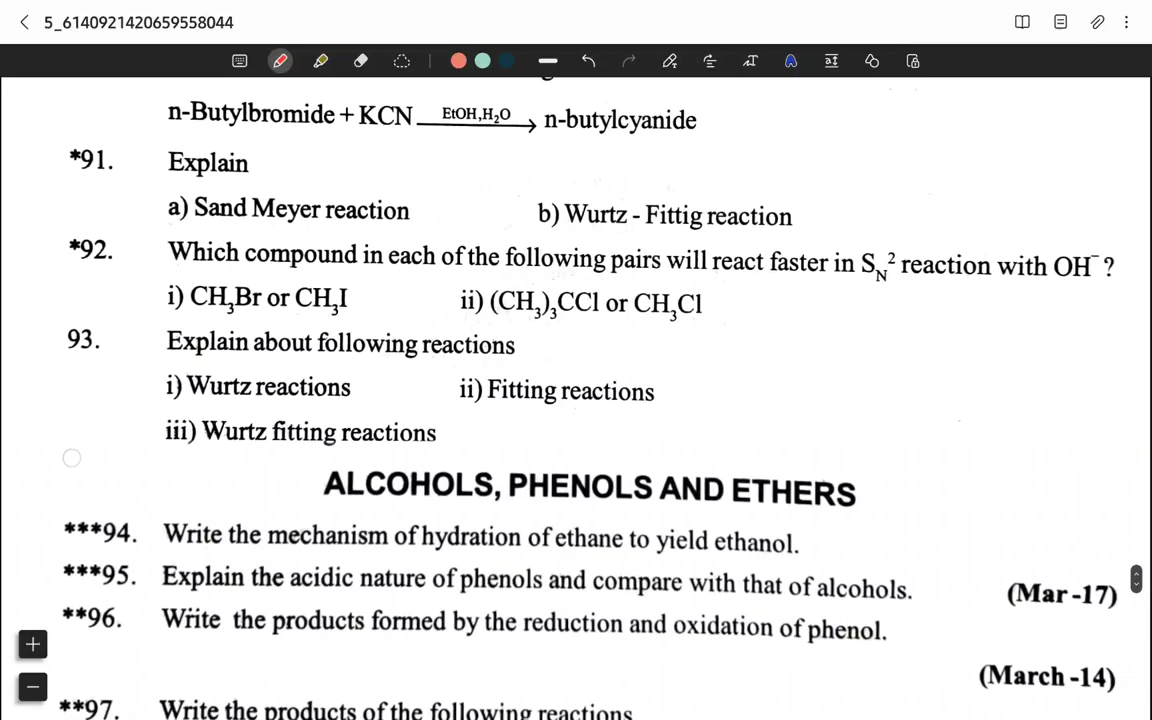 5_6140921420659558044
n-Butylbromide + KCN EtOH,H₂O → n-butylcyanide
*91. Explain
a) Sand Meyer reaction b) Wurtz - Fittig reaction
*92. Which compound in each of the following pairs will react faster in S_N² reaction with OH⁻ ?
i) CH₃Br or CH₃I ii) (CH₃)₃CCl or CH₃Cl
93. Explain about following reactions
i) Wurtz reactions ii) Fitting reactions
iii) Wurtz fitting reactions
ALCOHOLS, PHENOLS AND ETHERS
***94. Write the mechanism of hydration of ethane to yield ethanol.
***95. Explain the acidic nature of phenols and compare with that of alcohols. (Mar -17)
**96. Write the products formed by the reduction and oxidation of phenol.
(March -14)
**97. Write the products of the following reactions